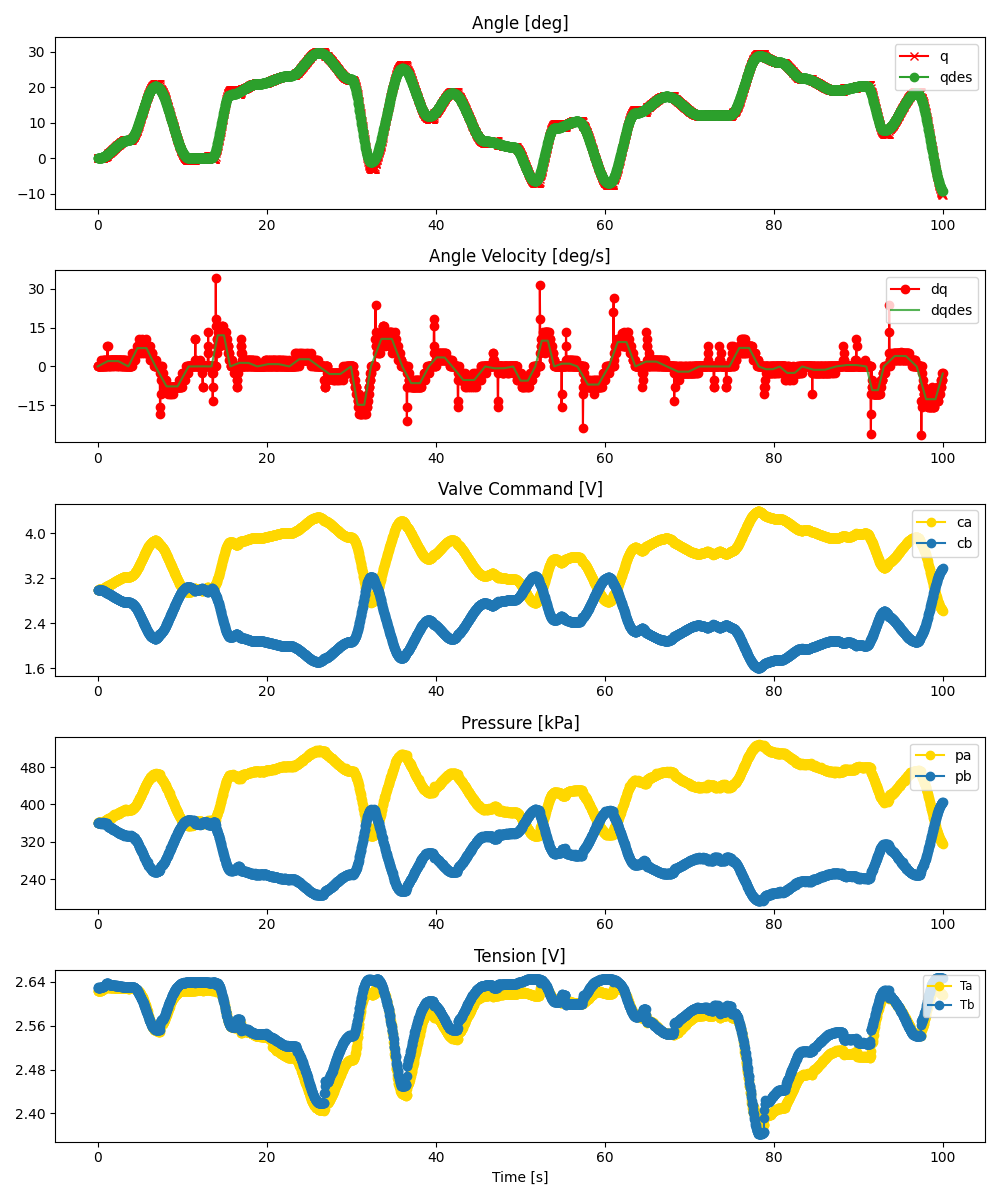 Angle [deg]
30
20
10
0
−10
q
qdes
0 20 40 60 80 100
Angle Velocity [deg/s]
30
15
0
−15
dq
dqdes
0 20 40 60 80 100
Valve Command [V]
4.0
3.2
2.4
1.6
ca
cb
0 20 40 60 80 100
Pressure [kPa]
480
400
320
240
pa
pb
0 20 40 60 80 100
Tension [V]
2.64
2.56
2.48
2.40
Ta
Tb
0 20 40 60 80 100
Time [s]